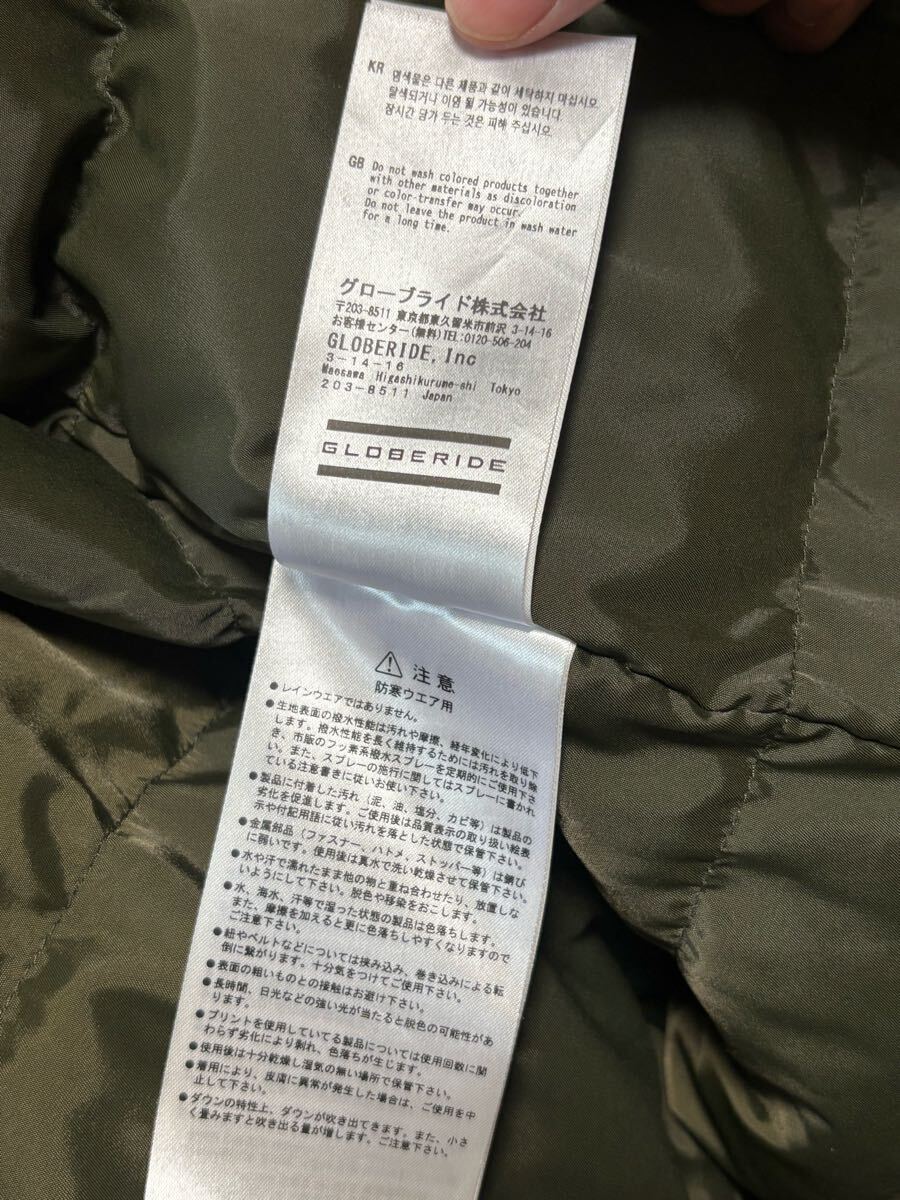 KR 염색물은 다른 제품과 같이 세탁하지 마십시오.
탈색되거나 이염 될 가능성이 있습니다.
잠시간 담가 두는 것은 피해 주십시오.
GB Do not wash colored products together
with other materials as discoloration
or color-transfer may occur.
Do not leave the product in wash water
for a long time.
グローブライド株式会社
〒203-8511 東京都東久留米市前沢 3-14-16
お客様センター(無料)TEL:0120-506-204
GLOBERIDE, Inc
3-14-16
Maesawa Higashikurume-shi Tokyo
203-8511 Japan
GLOBERIDE
⚠ 注意
防寒ウエア用
●レインウエアではありません。
●生地表面の撥水性能は汚れや摩擦、経年変化により低下
します。撥水性能を長く維持するためには汚れを取り除
き、市販のフッ素系撥水スプレーを定期的にご使用下さ
い。また、スプレーの施行に関してはスプレーに書かれ
ている注意書きに従いお使い下さい。
●製品に付着した汚れ（泥、油、塩分、カビ等）は製品の
劣化を促進します。ご使用後は品質表示の取り扱い絵表
示や付記用語に従い汚れを落とした状態で保管下さい。
●金属部品（ファスナー、ハトメ、ストッパー等）は錆び
に弱いです。使用後は真水で洗い乾燥させて保管下さい。
●水や汗で濡れたまま他の物と重ね合わせたり、放置しな
いようにして下さい。脱色や移染をおこします。
●水、海水、汗等で湿った状態の製品は色落ちします。
また、摩擦を加えると更に色落ちしやすくなりますので
ご注意下さい。
●紐やベルトなどについては挟み込み、巻き込みによる転
倒に繋がります。十分気をつけてご使用下さい。
●表面の粗いものとの接触はお避け下さい。
●長時間、日光などの強い光が当たると脱色の可能性があ
ります。
●プリントを使用している製品については使用回数に関
わらず劣化により剥れ、色落ちが生じます。
●使用後は十分乾燥し湿気の無い場所で保管下さい。
●着用により、皮膚に異常が発生した場合は、ご使用を中
止して下さい。
●ダウンの特性上、ダウンが吹き出てきます。また、小さ
く畳みますと吹き出る量が増します。ご注意下さい。